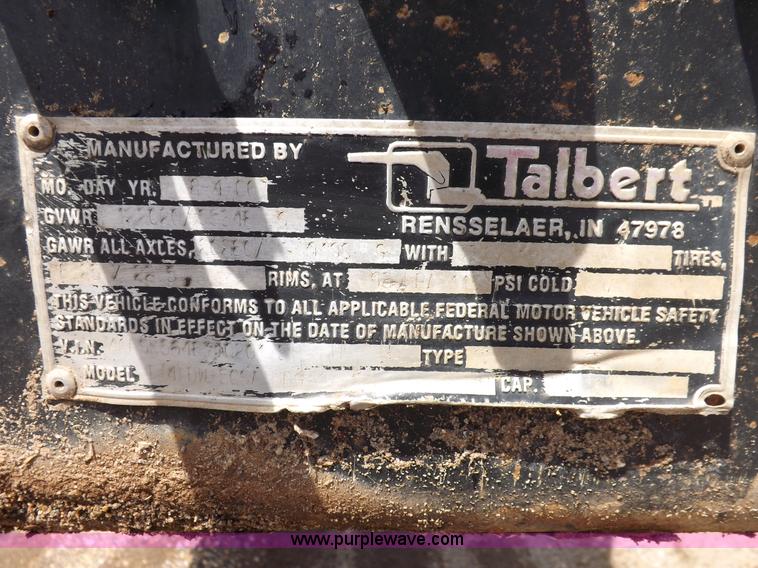 MANUFACTURED BY
Talbert TM
MO. DAY YR.
GVWR
RENSSELAER, IN 47978
GAWR ALL AXLES, WITH TIRES,
RIMS, AT PSI COLD
THIS VEHICLE CONFORMS TO ALL APPLICABLE FEDERAL MOTOR VEHICLE SAFETY
STANDARDS IN EFFECT ON THE DATE OF MANUFACTURE SHOWN ABOVE.
V.I.N. TYPE
MODEL CAP.
www.purplewave.com